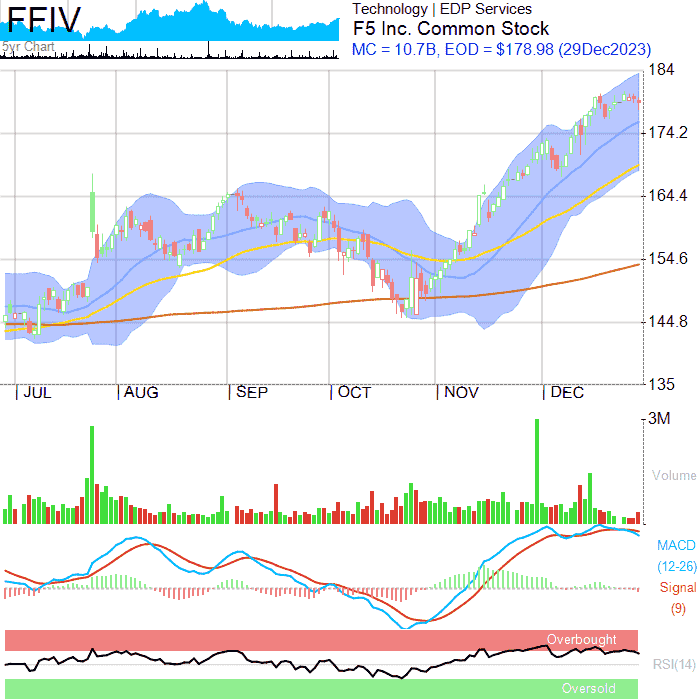 FFIV
5yr Chart
Technology | EDP Services
F5 Inc. Common Stock
MC = 10.7B, EOD = $178.98 (29Dec2023)
184
174.2
164.4
154.6
144.8
135
JUL AUG SEP OCT NOV DEC
3M
Volume
MACD
(12-26)
Signal
(9)
Overbought
RSI(14)
Oversold